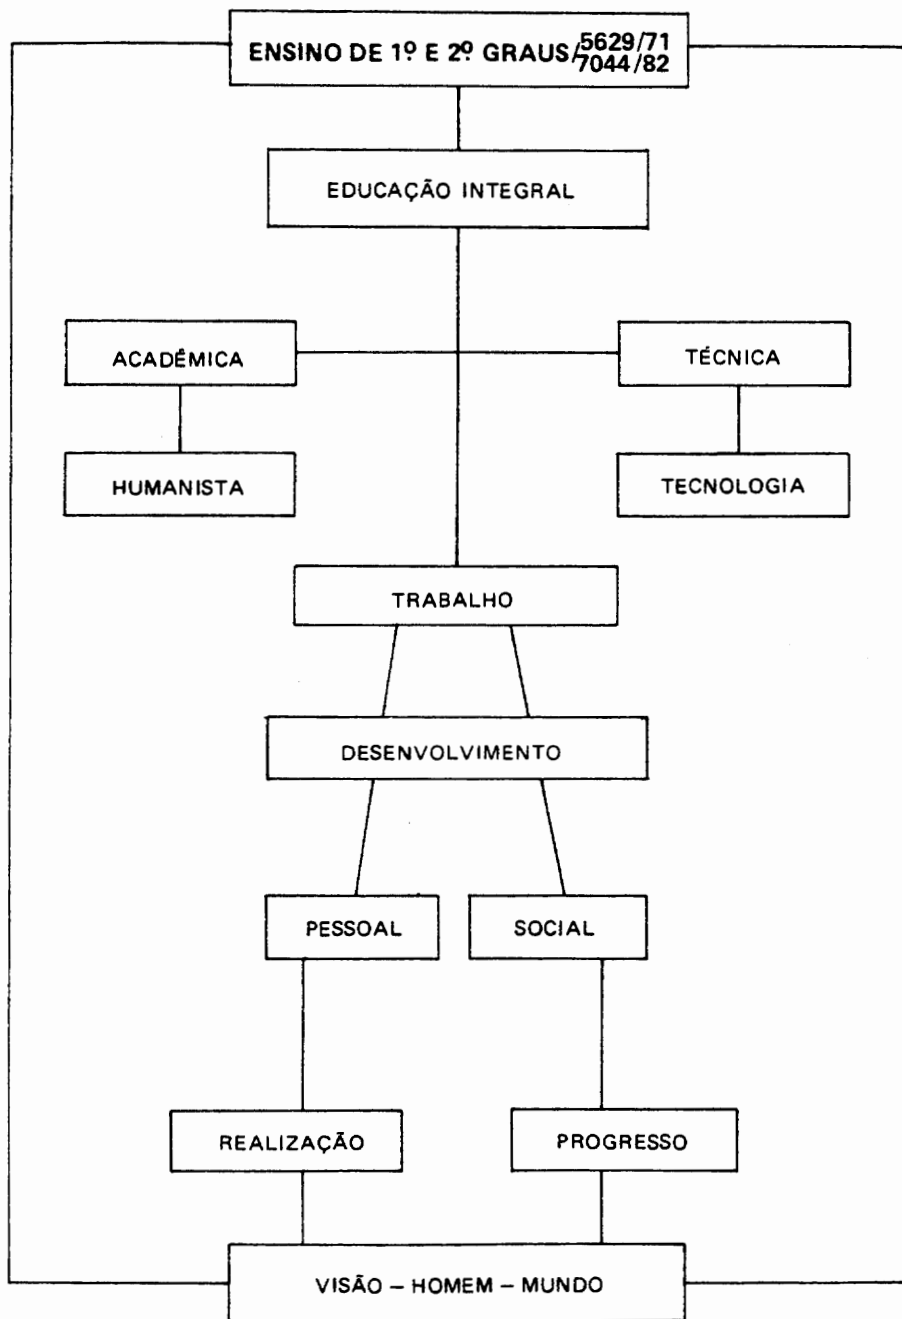 ENSINO DE 1º E 2º GRAUS/5629/71
7044/82
EDUCAÇÃO INTEGRAL
ACADÊMICA
TÉCNICA
HUMANISTA
TECNOLOGIA
TRABALHO
DESENVOLVIMENTO
PESSOAL
SOCIAL
REALIZAÇÃO
PROGRESSO
VISÃO – HOMEM – MUNDO